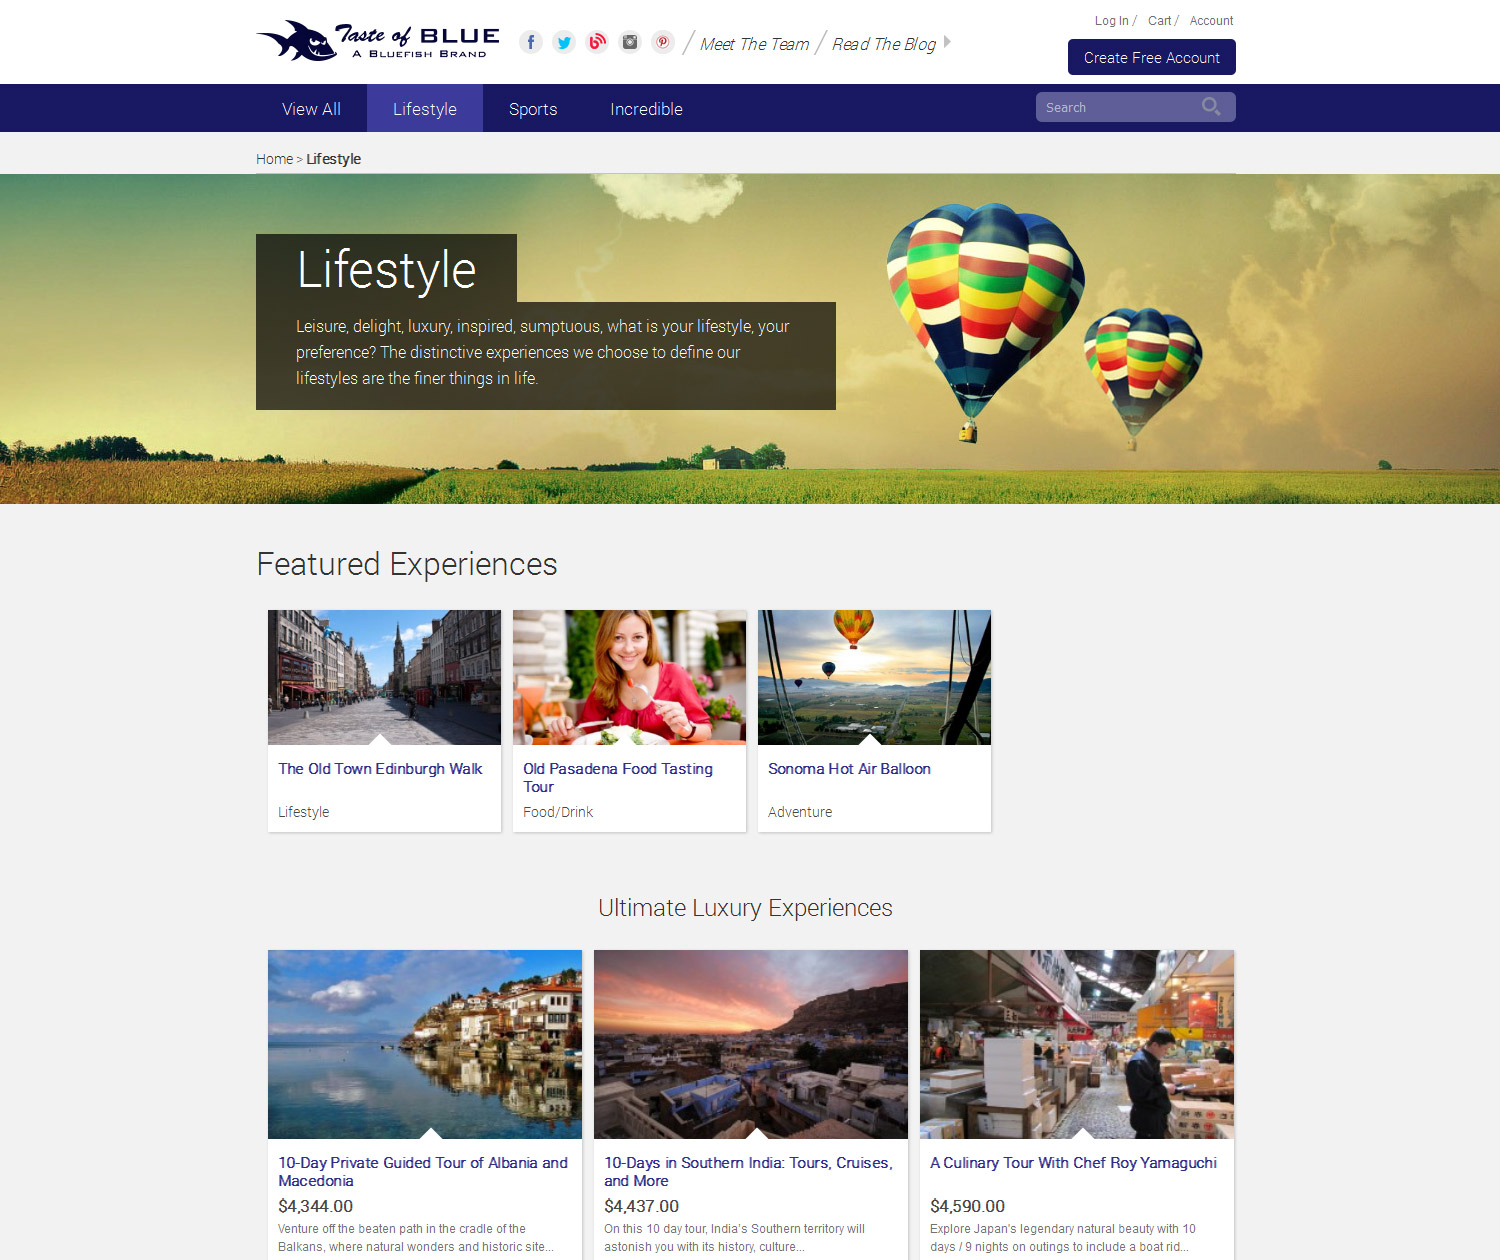 Taste of BLUE
A BLUEFISH BRAND
Meet The Team / Read The Blog
Log In / Cart / Account
Create Free Account
View All Lifestyle Sports Incredible
Search
Home > Lifestyle
Lifestyle
Leisure, delight, luxury, inspired, sumptuous, what is your lifestyle, your
preference? The distinctive experiences we choose to define our
lifestyles are the finer things in life.
Featured Experiences
The Old Town Edinburgh Walk
Lifestyle
Old Pasadena Food Tasting
Tour
Food/Drink
Sonoma Hot Air Balloon
Adventure
Ultimate Luxury Experiences
10-Day Private Guided Tour of Albania and
Macedonia
$4,344.00
Venture off the beaten path in the cradle of the
Balkans, where natural wonders and historic site...
10-Days in Southern India: Tours, Cruises,
and More
$4,437.00
On this 10 day tour, India's Southern territory will
astonish you with its history, culture...
A Culinary Tour With Chef Roy Yamaguchi
$4,590.00
Explore Japan's legendary natural beauty with 10
days / 9 nights on outings to include a boat rid...